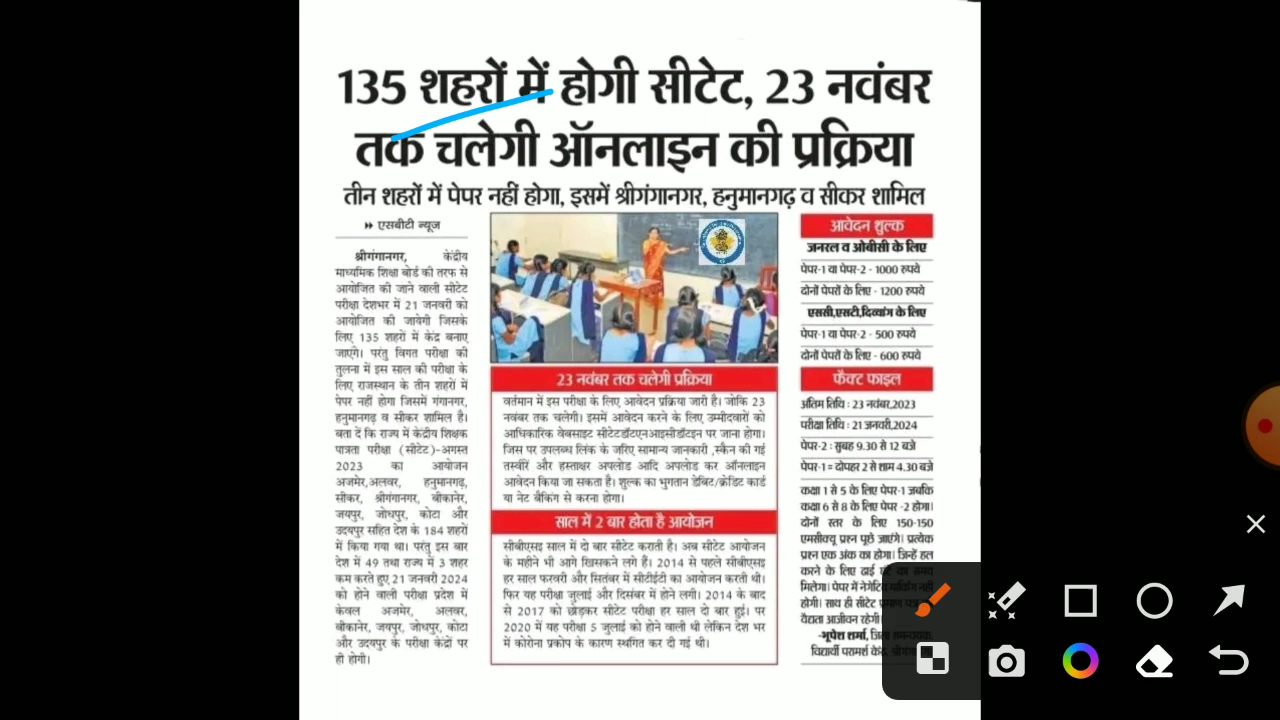 135 शहरों में होगी सीटेट, 23 नवंबर
तक चलेगी ऑनलाइन की प्रक्रिया
तीन शहरों में पेपर नहीं होगा, इसमें श्रीगंगानगर, हनुमानगढ़ व सीकर शामिल
एसबीटी न्यूज
श्रीगंगानगर, केंद्रीय
माध्यमिक शिक्षा बोर्ड की तरफ से
आयोजित की जाने वाली सीटेट
परीक्षा देशभर में 21 जनवरी को
आयोजित की जायेगी जिसके
लिए 135 शहरों में केंद्र बनाए
जाएंगे। परंतु विगत परीक्षा की
तुलना में इस साल की परीक्षा के
लिए राजस्थान के तीन शहरों में
पेपर नहीं होगा जिसमें गंगानगर,
हनुमानगढ़ व सीकर शामिल है।
बता दें कि राज्य में केंद्रीय शिक्षक
पात्रता परीक्षा (सीटेट)-अगस्त
2023 का आयोजन
अजमेर,अलवर, हनुमानगढ़,
सीकर, श्रीगंगानगर, बीकानेर,
जयपुर, जोधपुर, कोटा और
उदयपुर सहित देश के 184 शहरों
में किया गया था। परंतु इस बार
देश में 49 तथा राज्य में 3 शहर
कम करते हुए 21 जनवरी 2024
को होने वाली परीक्षा प्रदेश में
केवल अजमेर, अलवर,
बीकानेर, जयपुर, जोधपुर, कोटा
और उदयपुर के परीक्षा केंद्रों पर
ही होगी।
23 नवंबर तक चलेगी प्रक्रिया
वर्तमान में इस परीक्षा के लिए आवेदन प्रक्रिया जारी है। जोकि 23
नवंबर तक चलेगी। इसमें आवेदन करने के लिए उम्मीदवारों को
आधिकारिक वेबसाइट सीटेटडॉटएनआइसीडॉटइन पर जाना होगा।
जिस पर उपलब्ध लिंक के जरिए सामान्य जानकारी ,स्कैन की गई
तस्वीरें और हस्ताक्षर अपलोड आदि अपलोड कर ऑनलाइन
आवेदन किया जा सकता है। शुल्क का भुगतान डेबिट/क्रेडिट कार्ड
या नेट बैंकिंग से करना होगा।
साल में 2 बार होता है आयोजन
सीबीएसइ साल में दो बार सीटेट कराती है। अब सीटेट आयोजन
के महीने भी आगे खिसकने लगे हैं। 2014 से पहले सीबीएसइ
हर साल फरवरी और सितंबर में सीटीईटी का आयोजन करती थी।
फिर यह परीक्षा जुलाई और दिसंबर में होने लगी। 2014 के बाद
से 2017 को छोड़कर सीटेट परीक्षा हर साल दो बार हुई। पर
2020 में यह परीक्षा 5 जुलाई को होने वाली थी लेकिन देश भर
में कोरोना प्रकोप के कारण स्थगित कर दी गई थी।
आवेदन शुल्क
जनरल व ओबीसी के लिए
पेपर-1 या पेपर-2 - 1000 रुपये
दोनों पेपरों के लिए - 1200 रुपये
एससी,एसटी,दिव्यांग के लिए
पेपर-1 या पेपर-2 - 500 रुपये
दोनों पेपरों के लिए - 600 रुपये
फैक्ट फाइल
अंतिम तिथि : 23 नवंबर,2023
परीक्षा तिथि : 21 जनवरी,2024
पेपर-2 : सुबह 9.30 से 12 बजे
पेपर-1 = दोपहर 2 से शाम 4.30 बजे
कक्षा 1 से 5 के लिए पेपर-1 जबकि
कक्षा 6 से 8 के लिए पेपर -2 होगा।
दोनों स्तर के लिए 150-150
एमसीक्यू प्रश्न पूछे जाएंगे। प्रत्येक
प्रश्न एक अंक का होगा। जिन्हें हल
करने के लिए ढाई घंटे का समय
मिलेगा। पेपर में नेगेटिव मार्किंग नहीं
होगी। साथ ही सीटेट प्रमाण पत्र
वैद्यता आजीवन रहेगी
-भूपेश शर्मा, जिला समन्वयक,
विद्यार्थी परामर्श केंद्र,